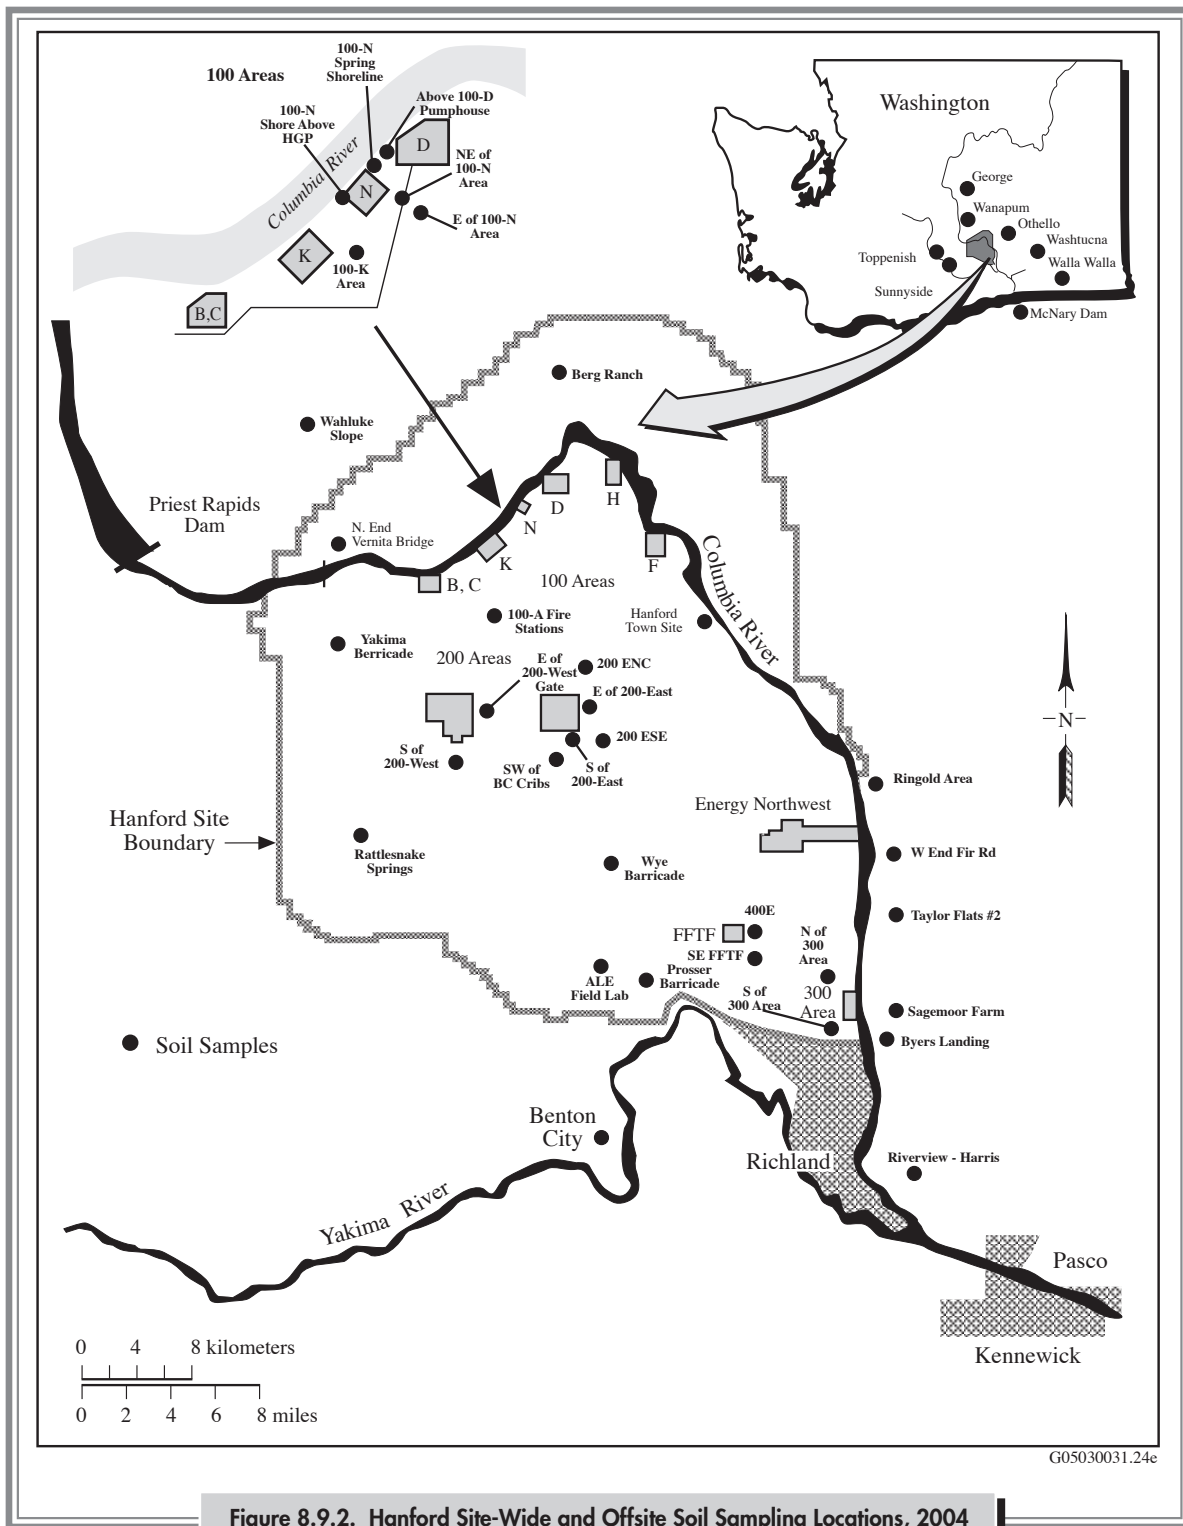 100 Areas
100-N
Spring
Shoreline
Above 100-D
Pumphouse
100-N
Shore Above
HGP
Columbia River
D
N
NE of
100-N
Area
E of 100-N
Area
K
100-K
Area
B,C
Washington
George
Wanapum
Othello
Washtucna
Walla Walla
Toppenish
Sunnyside
McNary Dam
Berg Ranch
Wahluke
Slope
Priest Rapids
Dam
N. End
Vernita Bridge
D
H
N
K
F
B, C
100 Areas
Columbia River
100-A Fire
Stations
Hanford
Town Site
Yakima
Berricade
200 Areas
E of
200-West
Gate
200 ENC
E of 200-East
200 ESE
S of
200-West
SW of
BC Cribs
S of
200-East
N
Ringold Area
Energy Northwest
Hanford Site
Boundary
W End Fir Rd
Rattlesnake
Springs
Wye
Barricade
Taylor Flats #2
400E
FFTF
SE FFTF
N of
300
Area
ALE
Field Lab
Prosser
Barricade
S of
300 Area
300
Area
Sagemoor Farm
Byers Landing
Soil Samples
Benton
City
Richland
Riverview - Harris
Yakima River
Pasco
Kennewick
0 4 8 kilometers
0 2 4 6 8 miles
G05030031.24e
Figure 8.9.2. Hanford Site-Wide and Offsite Soil Sampling Locations, 2004